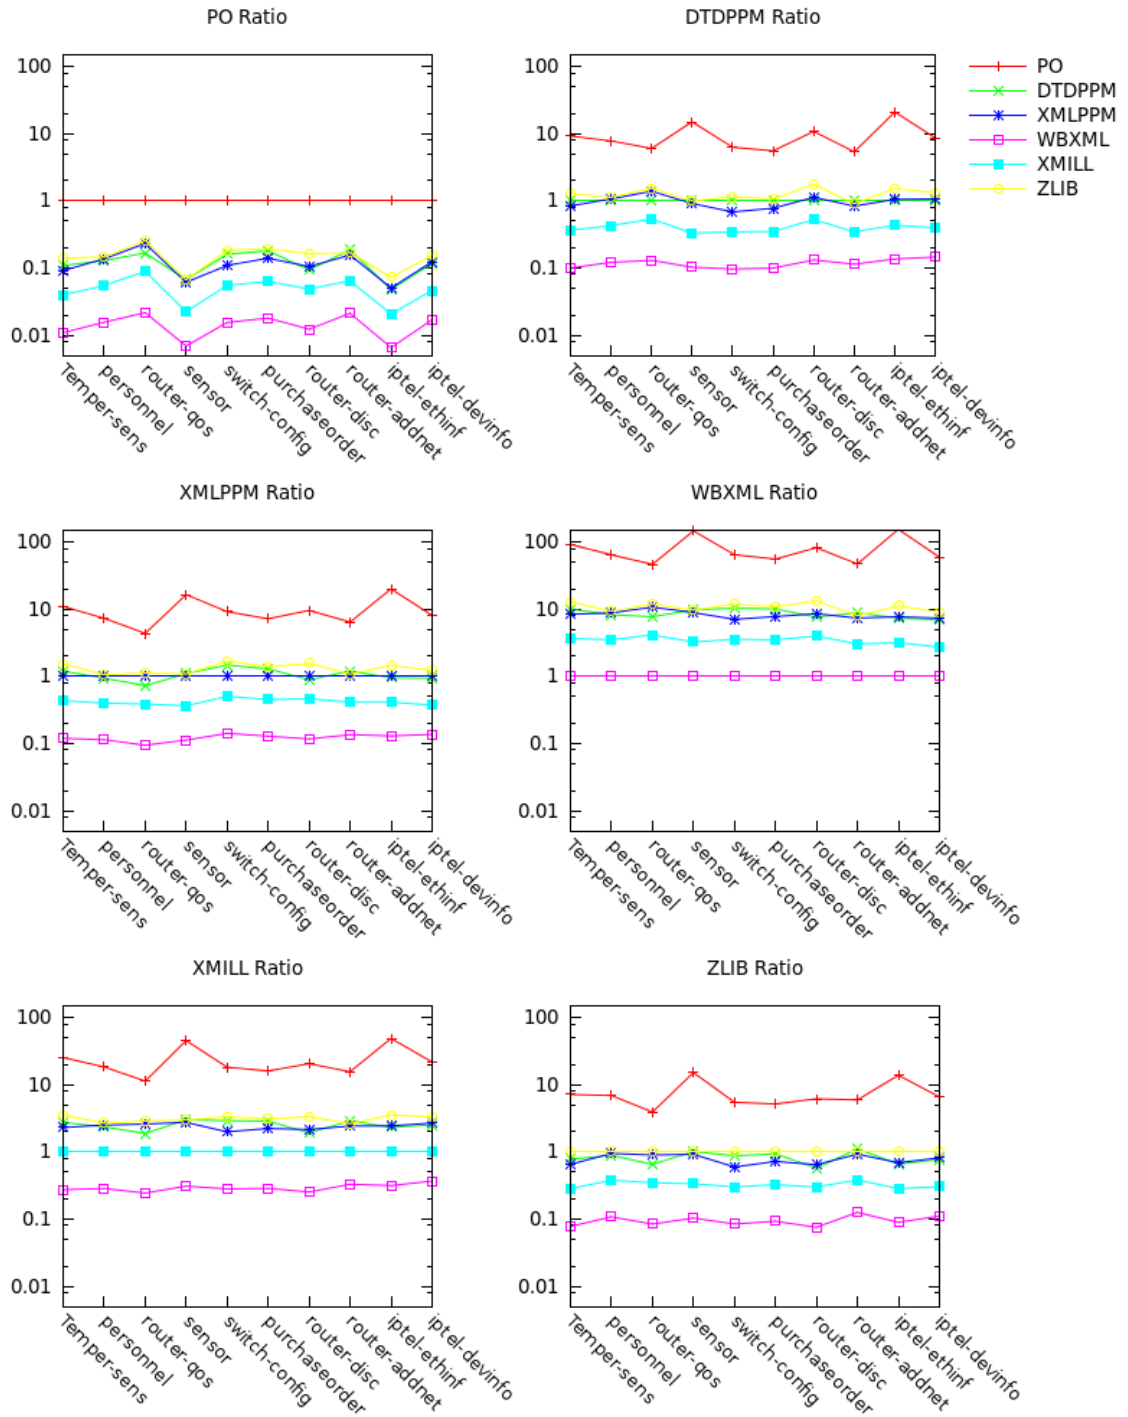 PO Ratio
100
10
1
0.1
0.01
Temper-sens
personnel
router-qos
sensor
switch-config
purchaseorder
router-disc
router-addnet
iptel-ethinf
iptel-devinfo
DTDPPM Ratio
100
10
1
0.1
0.01
Temper-sens
personnel
router-qos
sensor
switch-config
purchaseorder
router-disc
router-addnet
iptel-ethinf
iptel-devinfo
PO
DTDPPM
XMLPPM
WBXML
XMILL
ZLIB
XMLPPM Ratio
100
10
1
0.1
0.01
Temper-sens
personnel
router-qos
sensor
switch-config
purchaseorder
router-disc
router-addnet
iptel-ethinf
iptel-devinfo
WBXML Ratio
100
10
1
0.1
0.01
Temper-sens
personnel
router-qos
sensor
switch-config
purchaseorder
router-disc
router-addnet
iptel-ethinf
iptel-devinfo
XMILL Ratio
100
10
1
0.1
0.01
Temper-sens
personnel
router-qos
sensor
switch-config
purchaseorder
router-disc
router-addnet
iptel-ethinf
iptel-devinfo
ZLIB Ratio
100
10
1
0.1
0.01
Temper-sens
personnel
router-qos
sensor
switch-config
purchaseorder
router-disc
router-addnet
iptel-ethinf
iptel-devinfo